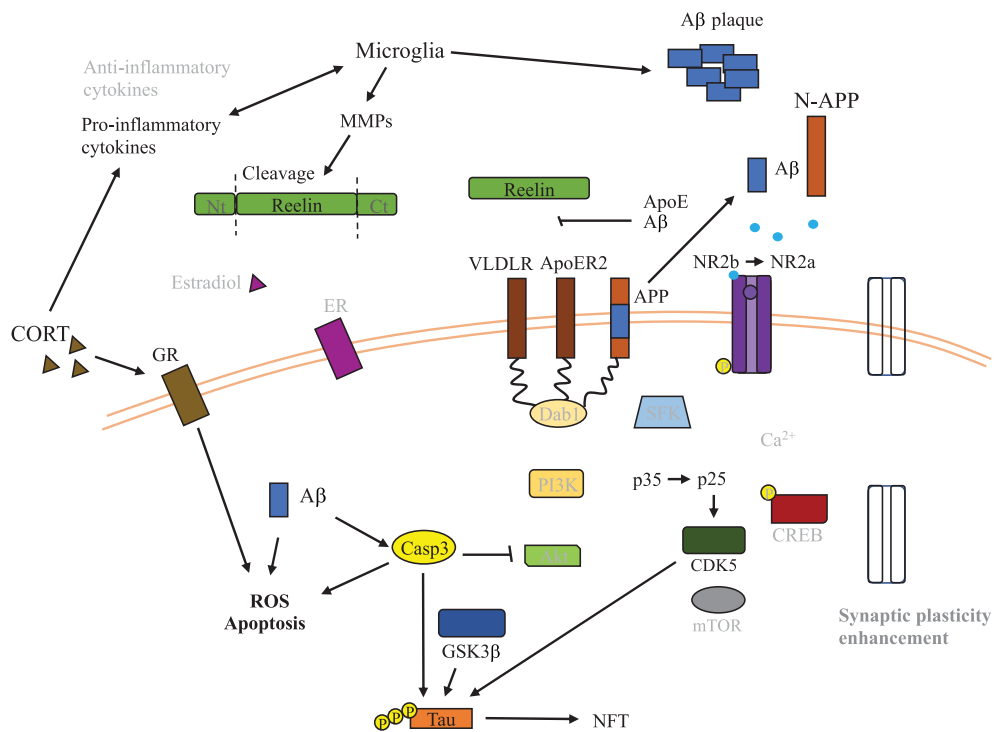 Aβ plaque
Microglia
Anti-inflammatory
cytokines
N-APP
Pro-inflammatory
cytokines
MMPs
Cleavage
Aβ
Nt
Reelin
Ct
Reelin
ApoE
Aβ
NR2b
NR2a
VLDLR
ApoER2
APP
Estradiol
ER
CORT
GR
P
Dab1
SFK
Ca²⁺
PI3K
p35
p25
P
CREB
Aβ
Casp3
Akt
CDK5
ROS
Apoptosis
mTOR
Synaptic plasticity
enhancement
GSK3β
P
P
P
Tau
NFT